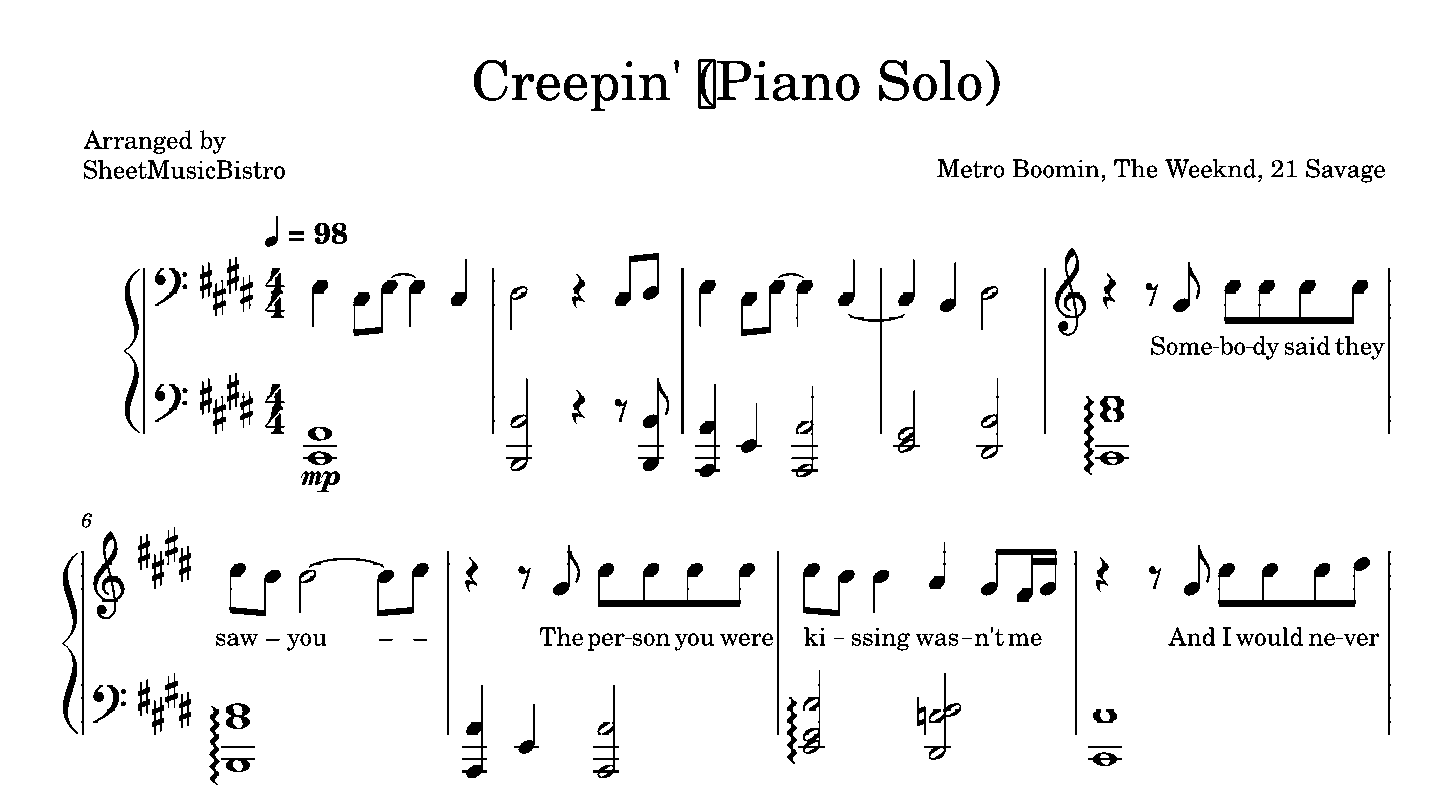 Creepin' (Piano Solo)
Arranged by
SheetMusicBistro
Metro Boomin, The Weeknd, 21 Savage
= 98
4 4
Some-bo-dy said they
4 4
mp
6
saw – you – – The per-son you were ki – ssing was–n't me And I would ne-ver